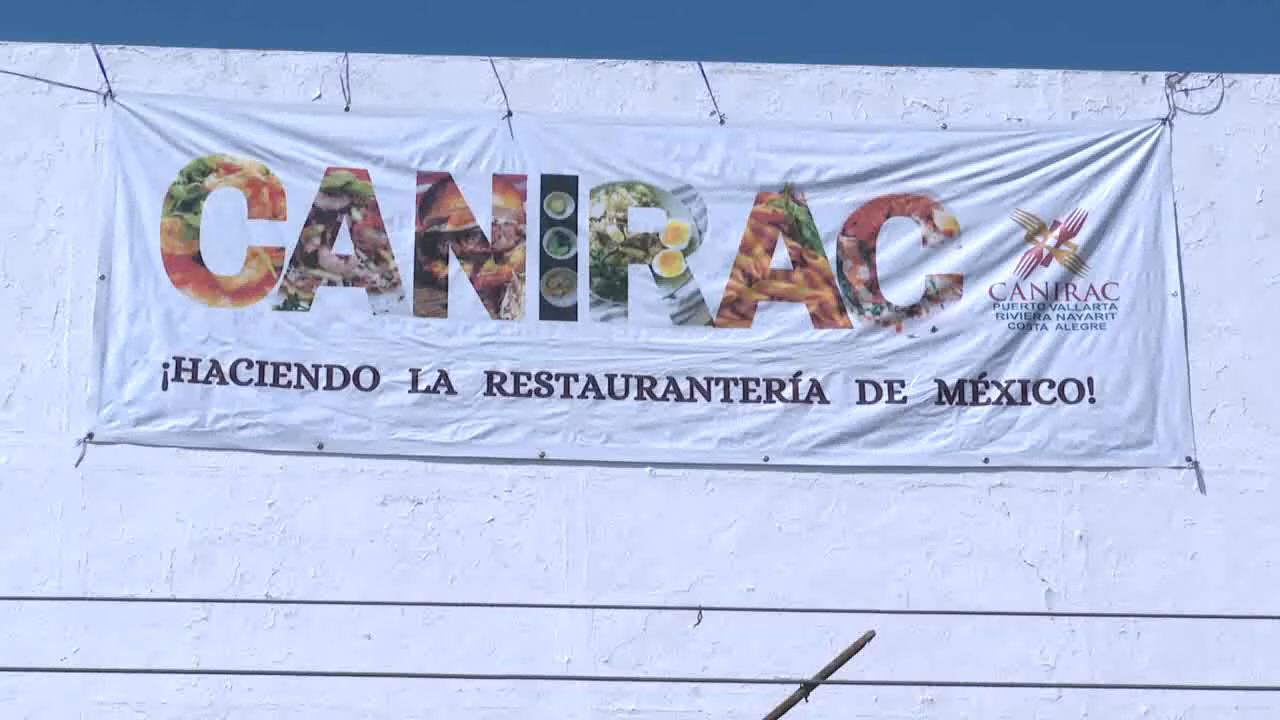 CANIRAC
CANIRAC
PUERTO VALLARTA
RIVIERA NAYARIT
COSTA ALEGRE
¡HACIENDO LA RESTAURANTERÍA DE MÉXICO!